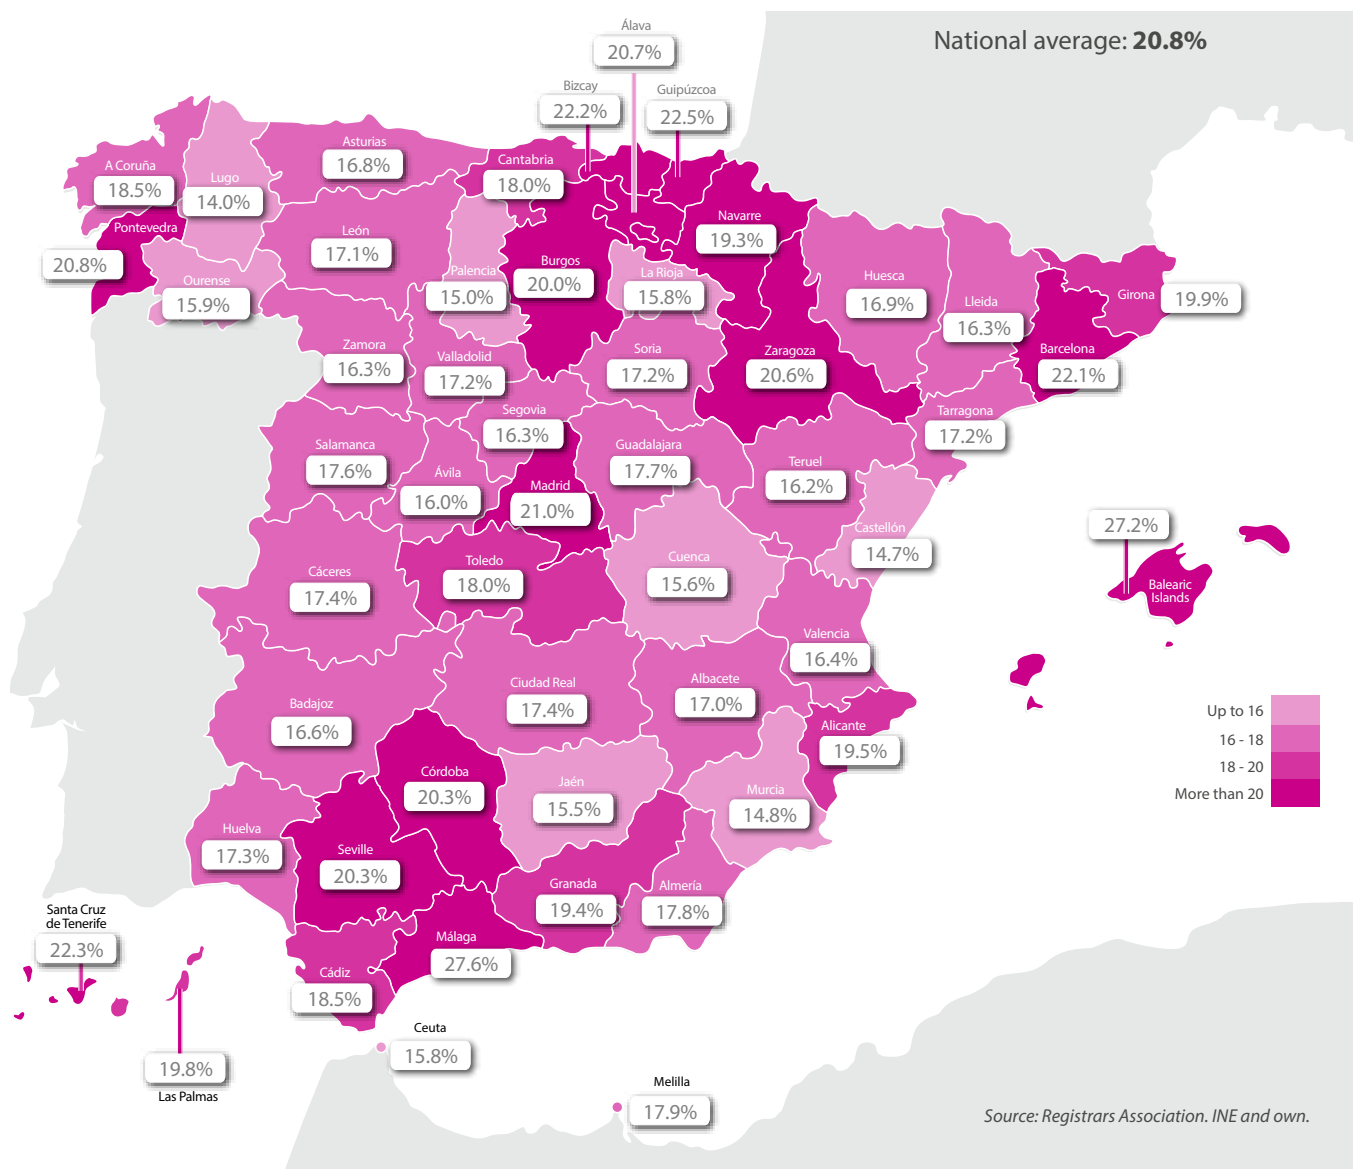 National average: 20.8%
Álava
20.7%
Bizcay
22.2%
Guipúzcoa
22.5%
Asturias
16.8%
Cantabria
18.0%
A Coruña
18.5%
Lugo
14.0%
Pontevedra
20.8%
Ourense
15.9%
León
17.1%
Palencia
15.0%
Burgos
20.0%
La Rioja
15.8%
Navarre
19.3%
Huesca
16.9%
Lleida
16.3%
Girona
19.9%
Barcelona
22.1%
Zamora
16.3%
Valladolid
17.2%
Soria
17.2%
Zaragoza
20.6%
Tarragona
17.2%
Segovia
16.3%
Salamanca
17.6%
Ávila
16.0%
Madrid
21.0%
Guadalajara
17.7%
Teruel
16.2%
Castellón
14.7%
27.2%
Balearic
Islands
Cáceres
17.4%
Toledo
18.0%
Cuenca
15.6%
Valencia
16.4%
Badajoz
16.6%
Ciudad Real
17.4%
Albacete
17.0%
Alicante
19.5%
Up to 16
16 - 18
18 - 20
More than 20
Córdoba
20.3%
Jaén
15.5%
Murcia
14.8%
Huelva
17.3%
Seville
20.3%
Granada
19.4%
Almería
17.8%
Málaga
27.6%
Cádiz
18.5%
Santa Cruz
de Tenerife
22.3%
19.8%
Las Palmas
Ceuta
15.8%
Melilla
17.9%
Source: Registrars Association. INE and own.